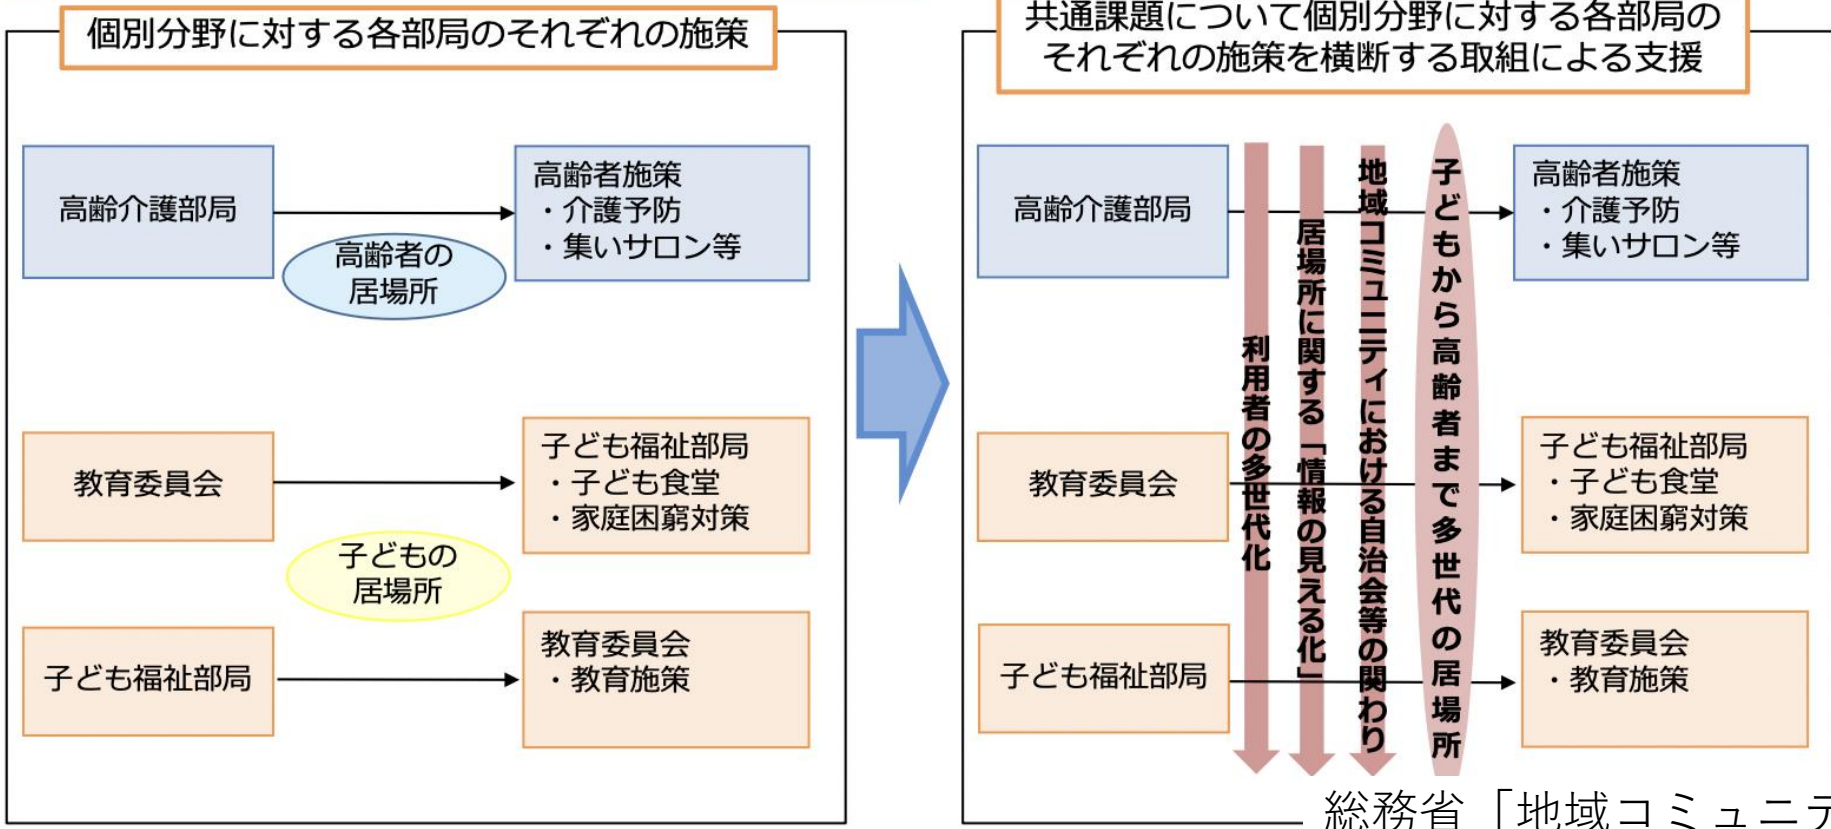 個別分野に対する各部局のそれぞれの施策
高齢介護部局
高齢者施策
・介護予防
・集いサロン等
高齢者の
居場所
教育委員会
子ども福祉部局
・子ども食堂
・家庭困窮対策
子どもの
居場所
子ども福祉部局
教育委員会
・教育施策
共通課題について個別分野に対する各部局の
それぞれの施策を横断する取組による支援
高齢介護部局
高齢者施策
・介護予防
・集いサロン等
教育委員会
子ども福祉部局
・子ども食堂
・家庭困窮対策
子ども福祉部局
教育委員会
・教育施策
利用者の多世代化
居場所に関する「情報の見える化」
地域コミュニティにおける自治会等の関わり
子どもから高齢者まで多世代の居場所
総務省「地域コミュニテ